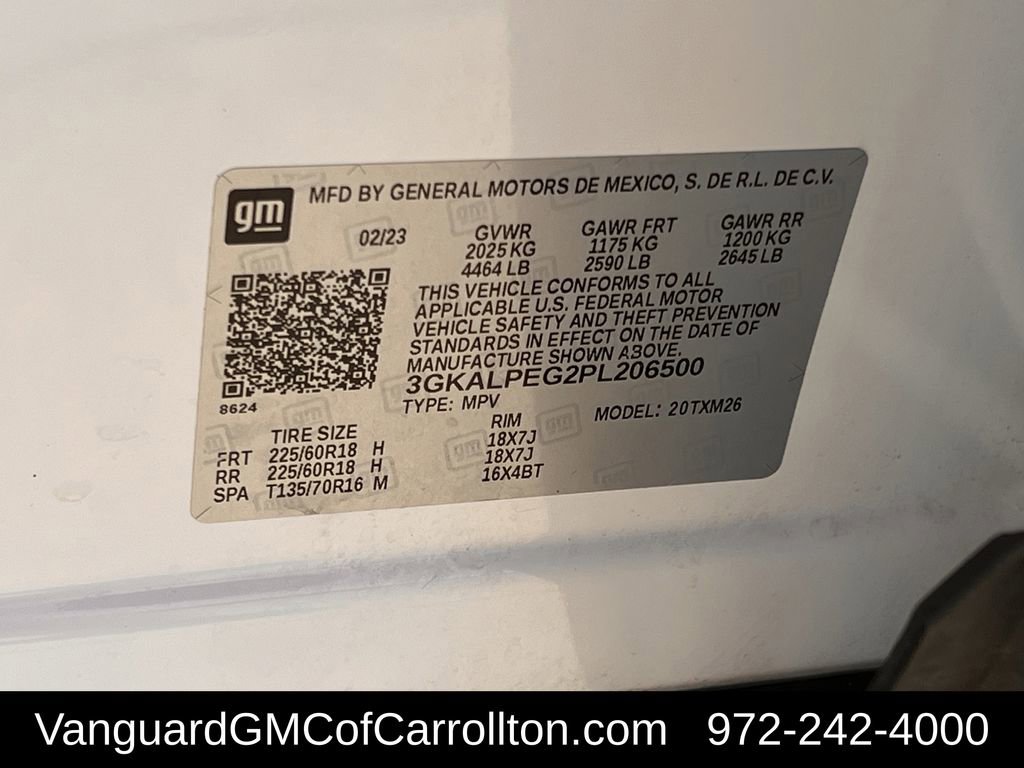 gm
MFD BY GENERAL MOTORS DE MEXICO, S. DE R.L. DE C.V.
02/23 GVWR GAWR FRT GAWR RR
2025 KG 1175 KG 1200 KG
4464 LB 2590 LB 2645 LB
THIS VEHICLE CONFORMS TO ALL
APPLICABLE U.S. FEDERAL MOTOR
VEHICLE SAFETY AND THEFT PREVENTION
STANDARDS IN EFFECT ON THE DATE OF
MANUFACTURE SHOWN ABOVE.
3GKALPEG2PL206500
8624
TYPE: MPV MODEL: 20TXM26
TIRE SIZE RIM
FRT 225/60R18 H 18X7J
RR 225/60R18 H 18X7J
SPA T135/70R16 M 16X4BT
VanguardGMCofCarrollton.com 972-242-4000